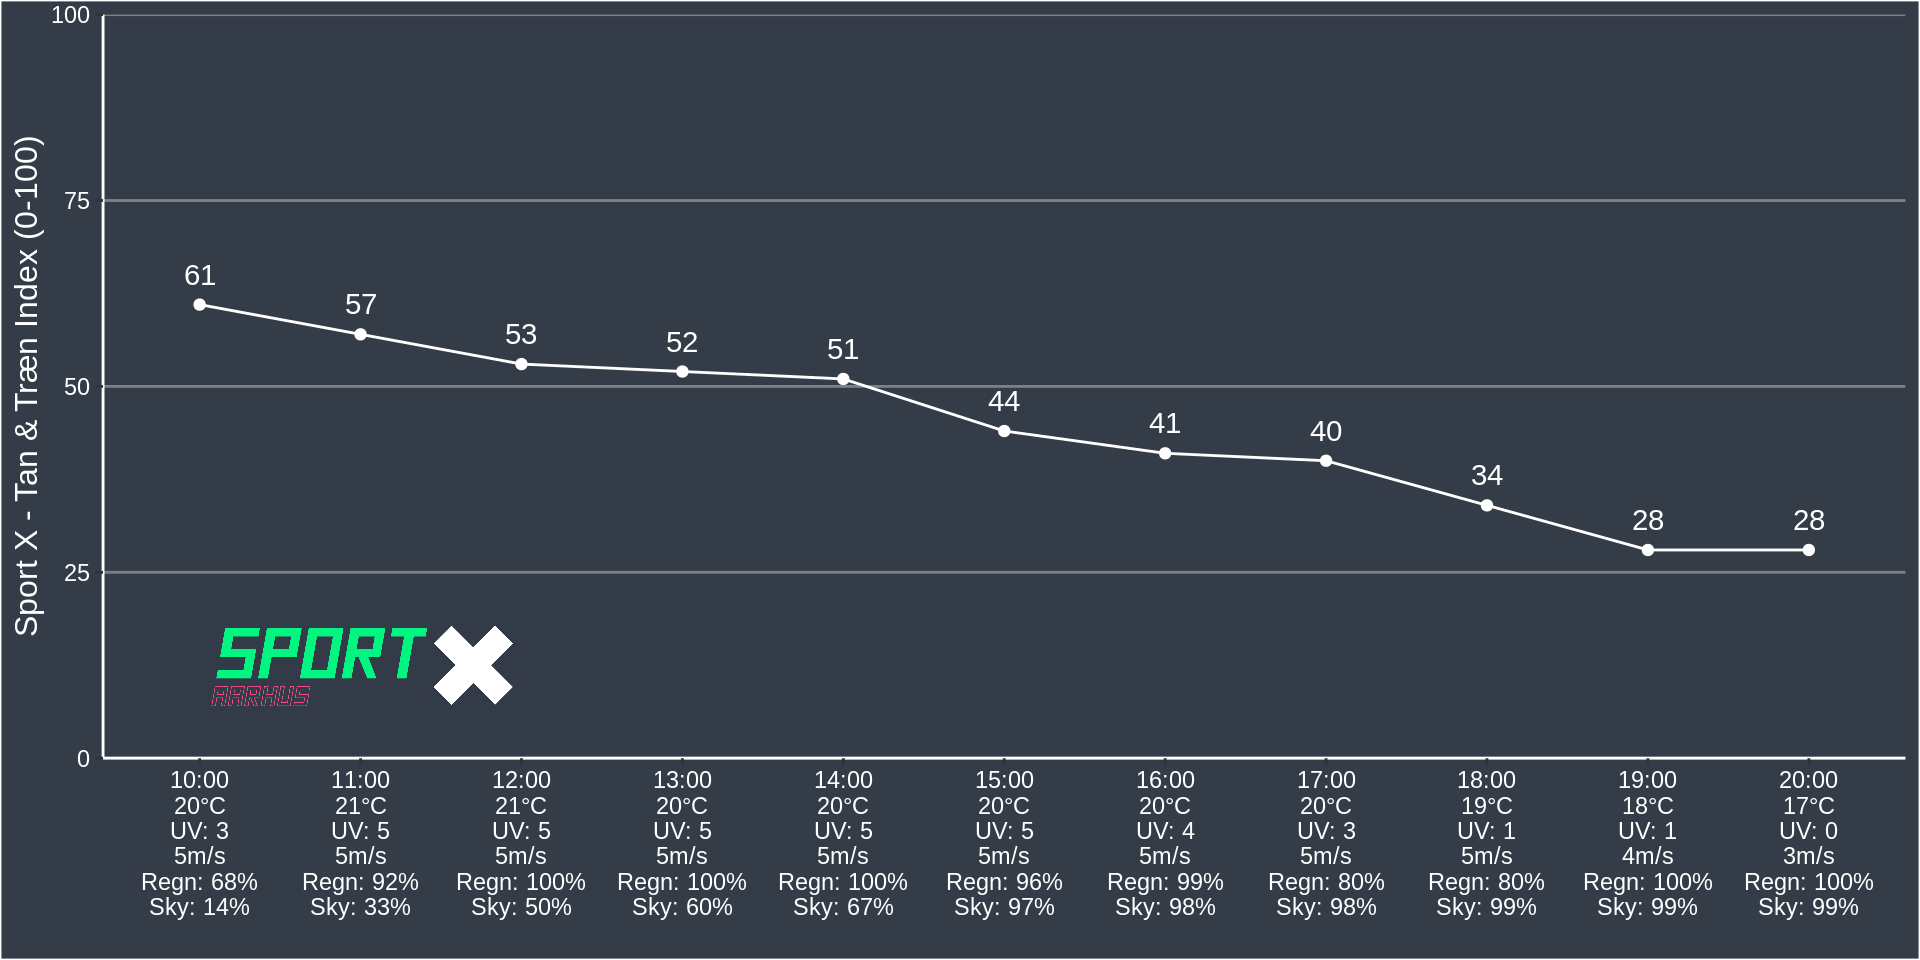 Sport X - Tan & Træn Index (0-100)
100
75
50
25
0
61
57
53
52
51
44
41
40
34
28
28
SPORT X
AARHUS
10:00
20°C
UV: 3
5m/s
Regn: 68%
Sky: 14%
11:00
21°C
UV: 5
5m/s
Regn: 92%
Sky: 33%
12:00
21°C
UV: 5
5m/s
Regn: 100%
Sky: 50%
13:00
20°C
UV: 5
5m/s
Regn: 100%
Sky: 60%
14:00
20°C
UV: 5
5m/s
Regn: 100%
Sky: 67%
15:00
20°C
UV: 5
5m/s
Regn: 96%
Sky: 97%
16:00
20°C
UV: 4
5m/s
Regn: 99%
Sky: 98%
17:00
20°C
UV: 3
5m/s
Regn: 80%
Sky: 98%
18:00
19°C
UV: 1
5m/s
Regn: 80%
Sky: 99%
19:00
18°C
UV: 1
4m/s
Regn: 100%
Sky: 99%
20:00
17°C
UV: 0
3m/s
Regn: 100%
Sky: 99%